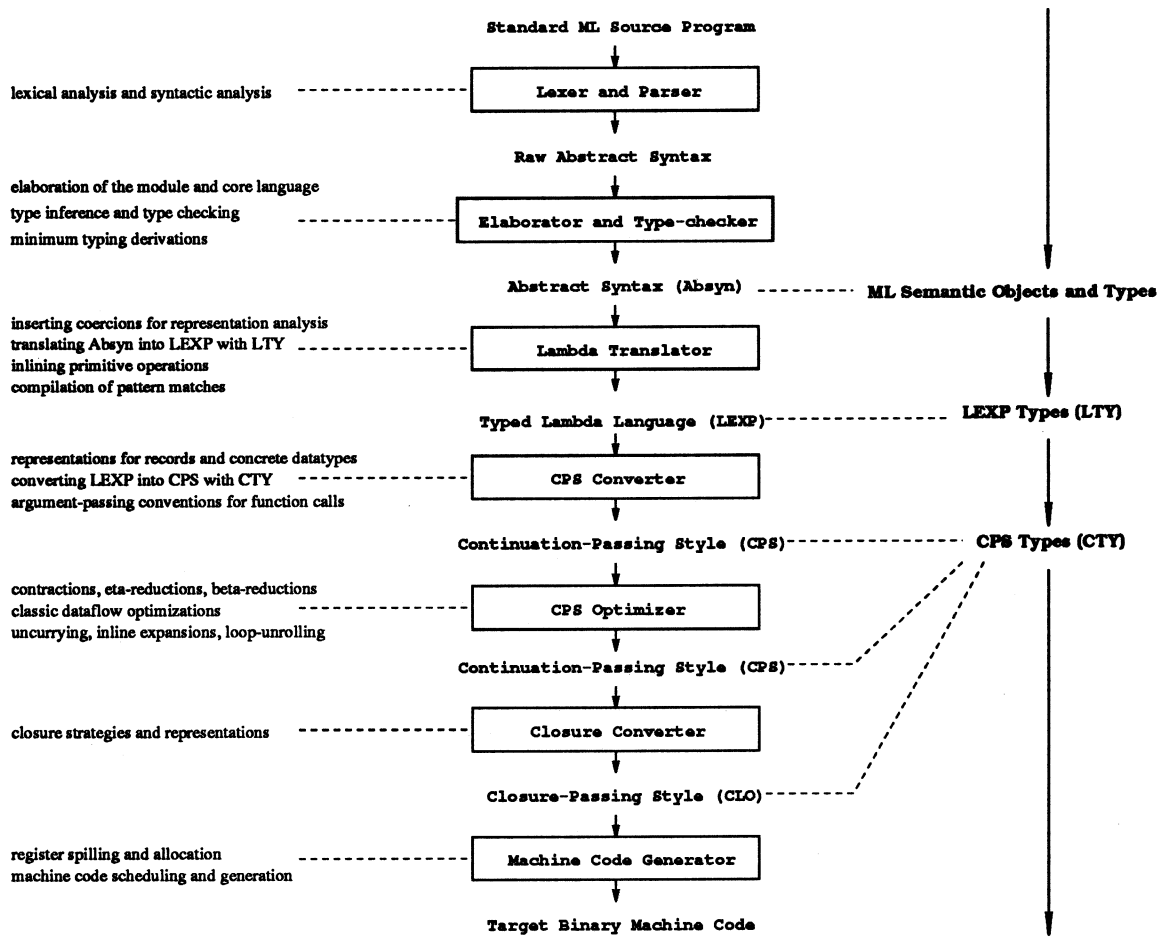 Standard ML Source Program
lexical analysis and syntactic analysis
Lexer and Parser
Raw Abstract Syntax
elaboration of the module and core language
type inference and type checking
minimum typing derivations
Elaborator and Type-checker
Abstract Syntax (Absyn)
ML Semantic Objects and Types
inserting coercions for representation analysis
translating Absyn into LEXP with LTY
inlining primitive operations
compilation of pattern matches
Lambda Translator
Typed Lambda Language (LEXP)
LEXP Types (LTY)
representations for records and concrete datatypes
converting LEXP into CPS with CTY
argument-passing conventions for function calls
CPS Converter
Continuation-Passing Style (CPS)
CPS Types (CTY)
contractions, eta-reductions, beta-reductions
classic dataflow optimizations
uncurrying, inline expansions, loop-unrolling
CPS Optimizer
Continuation-Passing Style (CPS)
closure strategies and representations
Closure Converter
Closure-Passing Style (CLO)
register spilling and allocation
machine code scheduling and generation
Machine Code Generator
Target Binary Machine Code